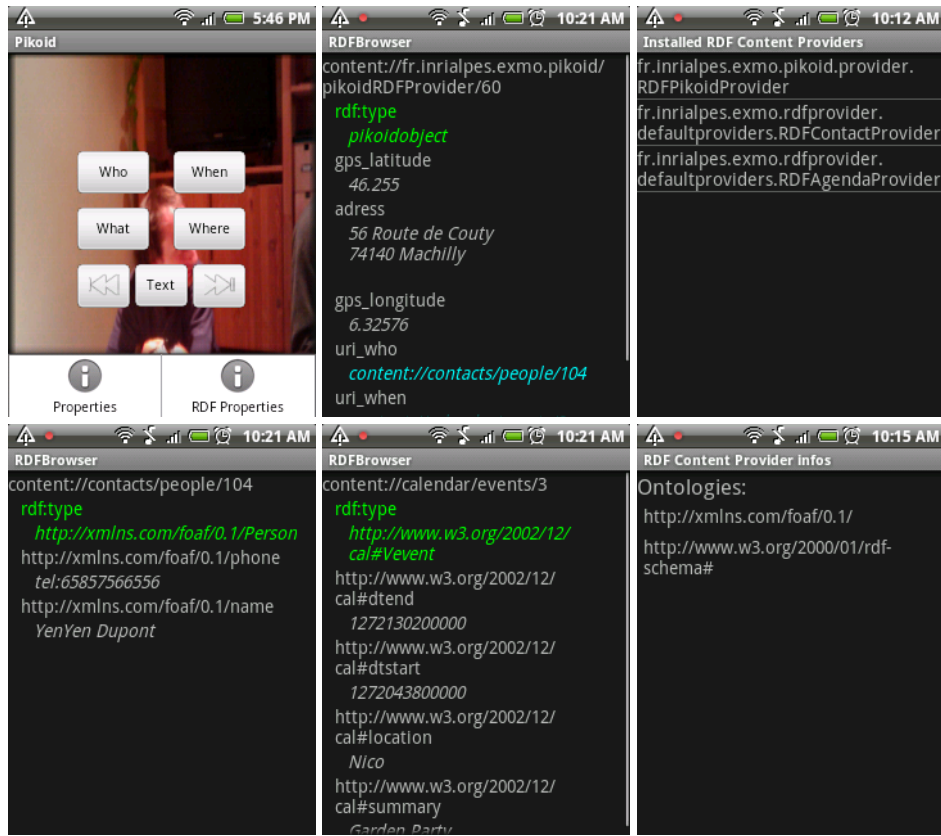 5:46 PM
Pikoid
Who
When
What
Where
Text
Properties
RDF Properties
10:21 AM
RDFBrowser
content://fr.inrialpes.exmo.pikoid/
pikoidRDFProvider/60
rdf:type
pikoidobject
gps_latitude
46.255
adress
56 Route de Couty
74140 Machilly
gps_longitude
6.32576
uri_who
content://contacts/people/104
uri_when
10:12 AM
Installed RDF Content Providers
fr.inrialpes.exmo.pikoid.provider.
RDFPikoidProvider
fr.inrialpes.exmo.rdfprovider.
defaultproviders.RDFContactProvider
fr.inrialpes.exmo.rdfprovider.
defaultproviders.RDFAgendaProvider
10:21 AM
RDFBrowser
content://contacts/people/104
rdf:type
http://xmlns.com/foaf/0.1/Person
http://xmlns.com/foaf/0.1/phone
tel:65857566556
http://xmlns.com/foaf/0.1/name
YenYen Dupont
10:21 AM
RDFBrowser
content://calendar/events/3
rdf:type
http://www.w3.org/2002/12/
cal#Vevent
http://www.w3.org/2002/12/
cal#dtend
1272130200000
http://www.w3.org/2002/12/
cal#dtstart
1272043800000
http://www.w3.org/2002/12/
cal#location
Nico
http://www.w3.org/2002/12/
cal#summary
Garden Party
10:15 AM
RDF Content Provider infos
Ontologies:
http://xmlns.com/foaf/0.1/
http://www.w3.org/2000/01/rdf-
schema#